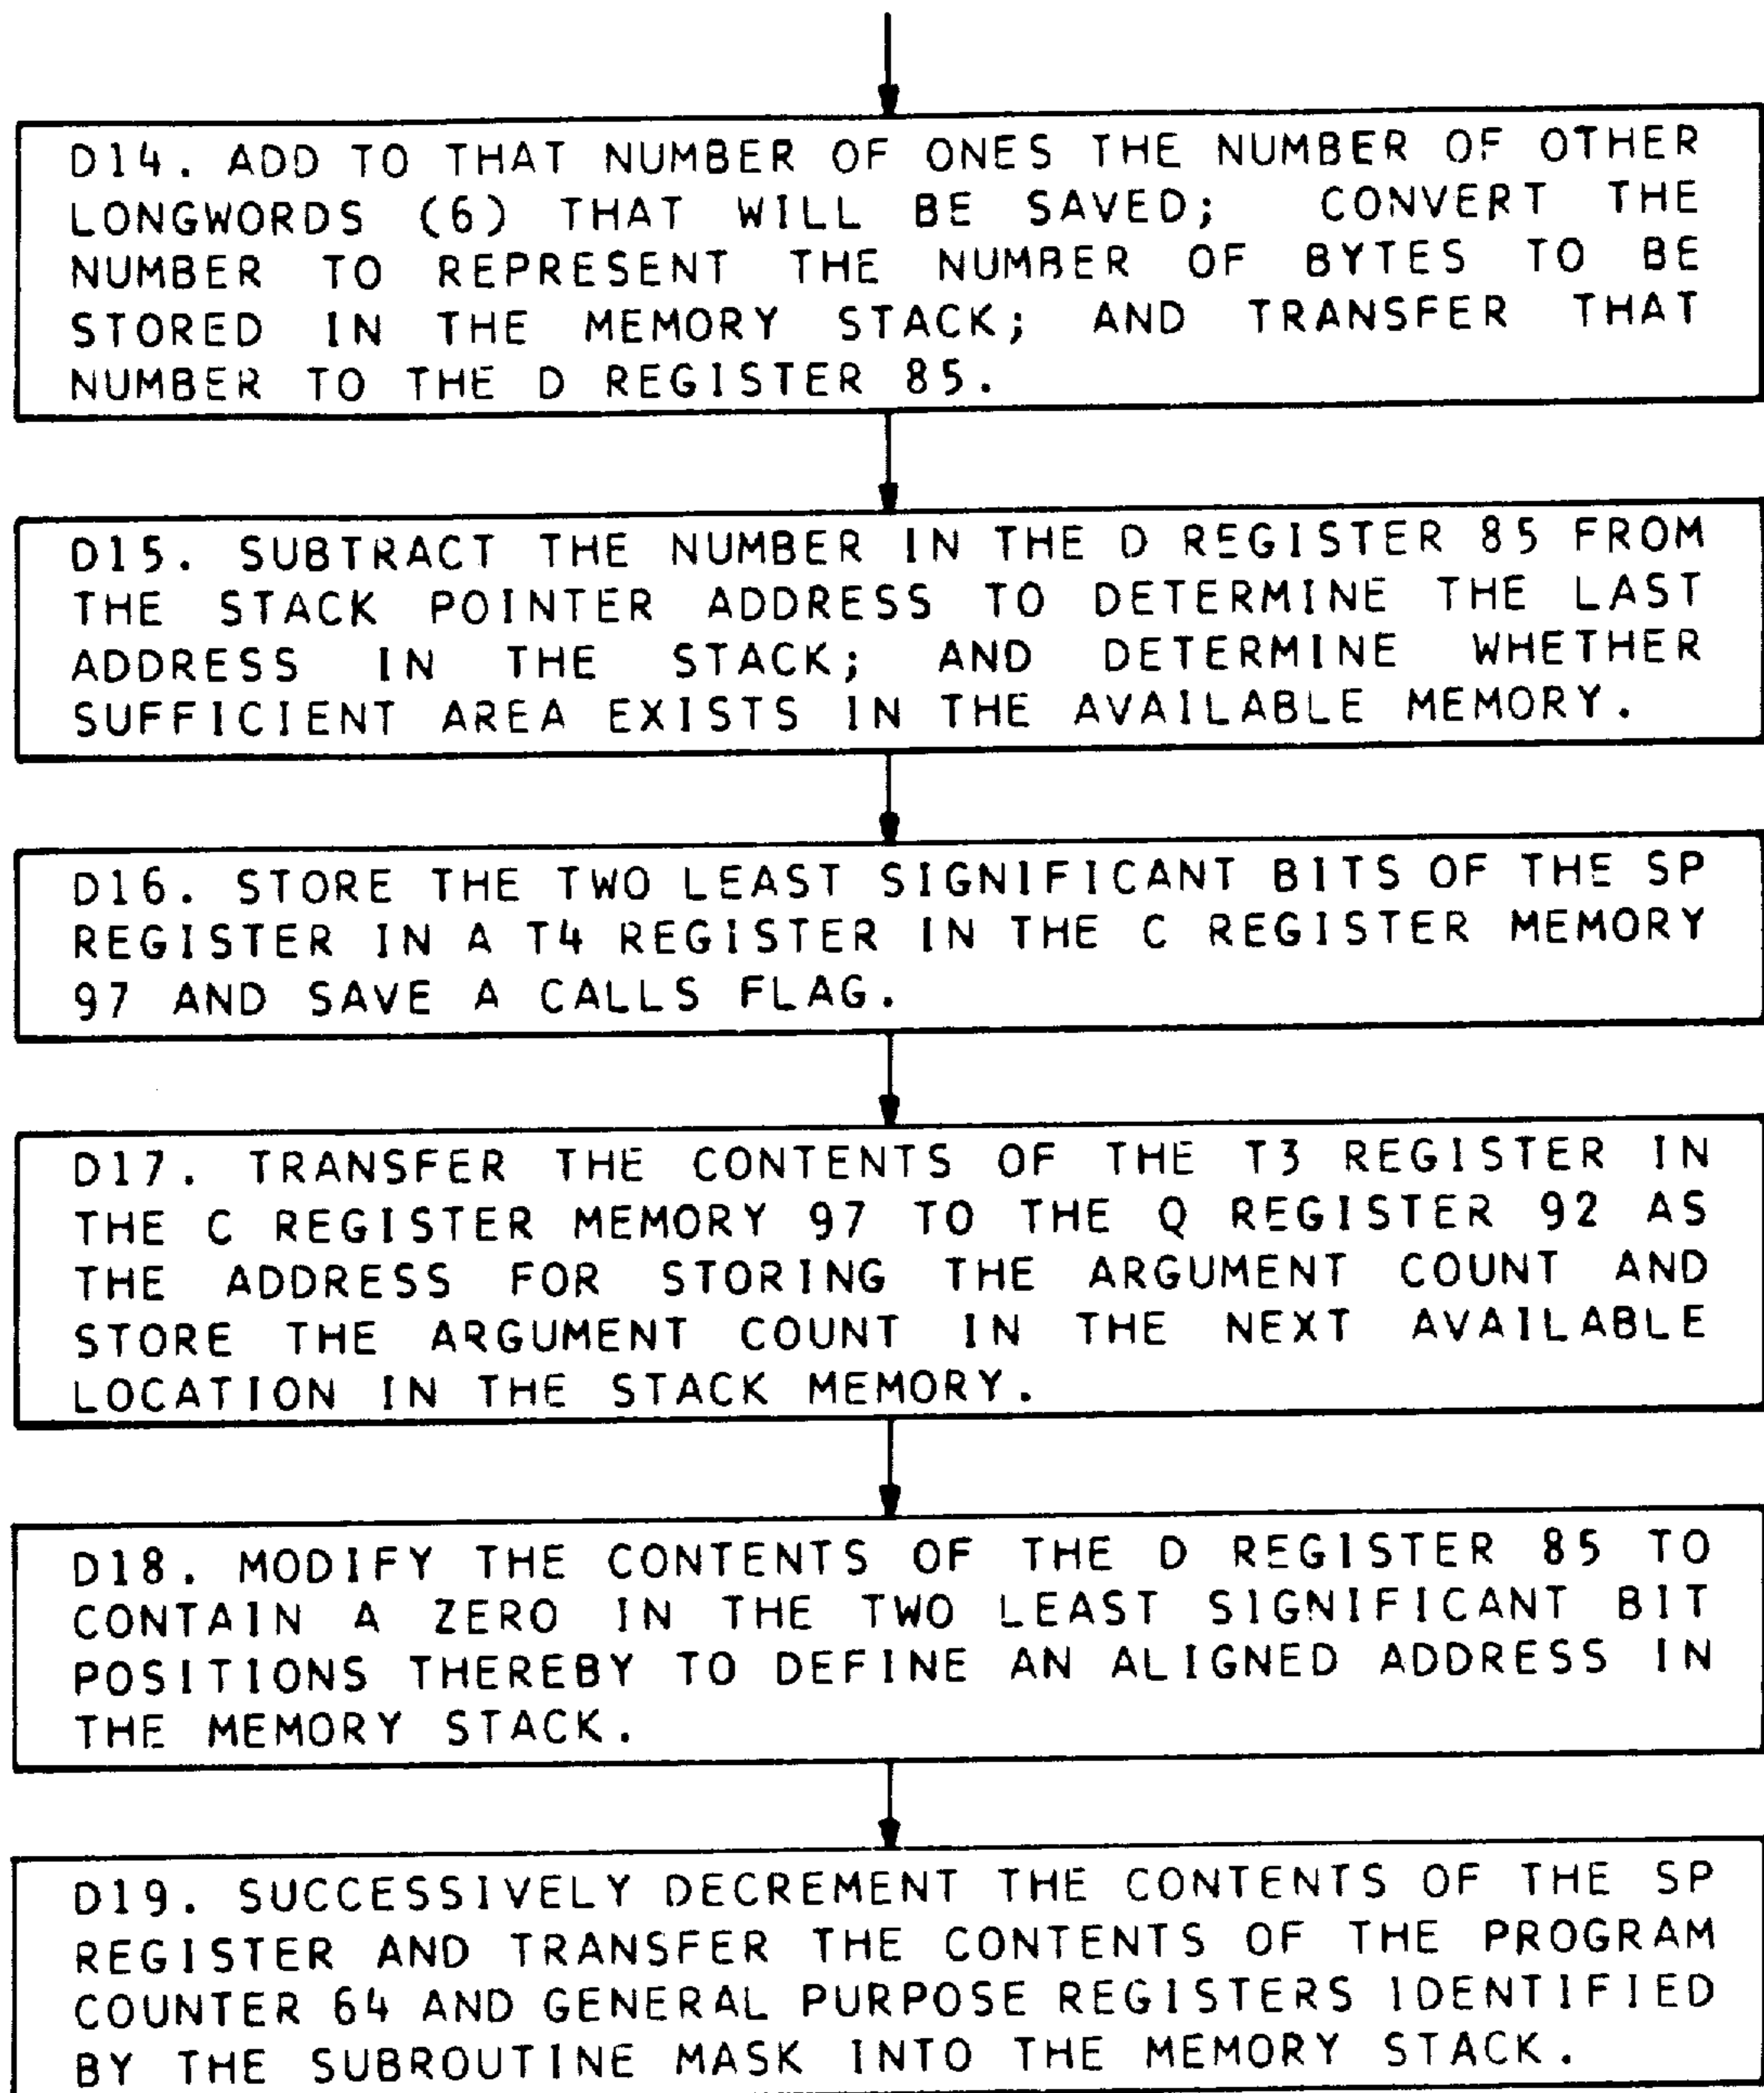 D14. ADD TO THAT NUMBER OF ONES THE NUMBER OF OTHER
LONGWORDS (6) THAT WILL BE SAVED; CONVERT THE
NUMBER TO REPRESENT THE NUMBER OF BYTES TO BE
STORED IN THE MEMORY STACK; AND TRANSFER THAT
NUMBER TO THE D REGISTER 85.
D15. SUBTRACT THE NUMBER IN THE D REGISTER 85 FROM
THE STACK POINTER ADDRESS TO DETERMINE THE LAST
ADDRESS IN THE STACK; AND DETERMINE WHETHER
SUFFICIENT AREA EXISTS IN THE AVAILABLE MEMORY.
D16. STORE THE TWO LEAST SIGNIFICANT BITS OF THE SP
REGISTER IN A T4 REGISTER IN THE C REGISTER MEMORY
97 AND SAVE A CALLS FLAG.
D17. TRANSFER THE CONTENTS OF THE T3 REGISTER IN
THE C REGISTER MEMORY 97 TO THE Q REGISTER 92 AS
THE ADDRESS FOR STORING THE ARGUMENT COUNT AND
STORE THE ARGUMENT COUNT IN THE NEXT AVAILABLE
LOCATION IN THE STACK MEMORY.
D18. MODIFY THE CONTENTS OF THE D REGISTER 85 TO
CONTAIN A ZERO IN THE TWO LEAST SIGNIFICANT BIT
POSITIONS THEREBY TO DEFINE AN ALIGNED ADDRESS IN
THE MEMORY STACK.
D19. SUCCESSIVELY DECREMENT THE CONTENTS OF THE SP
REGISTER AND TRANSFER THE CONTENTS OF THE PROGRAM
COUNTER 64 AND GENERAL PURPOSE REGISTERS IDENTIFIED
BY THE SUBROUTINE MASK INTO THE MEMORY STACK.